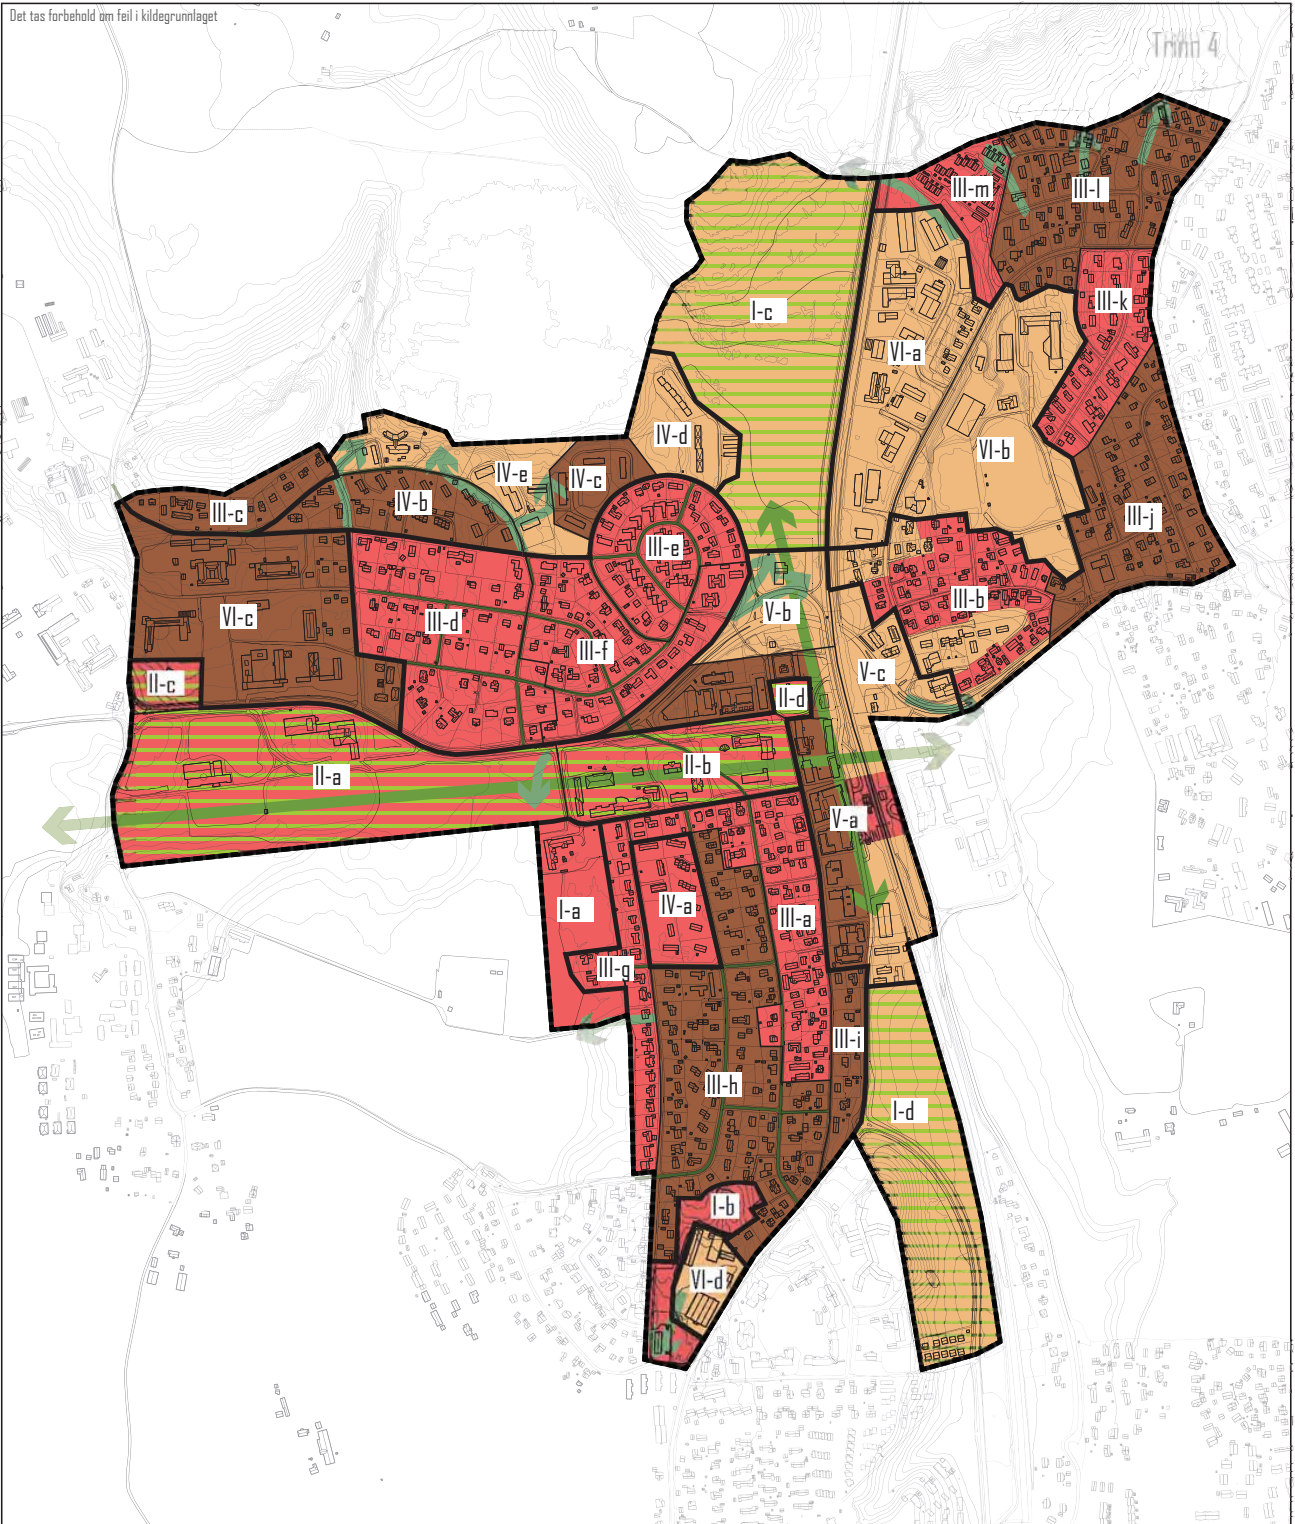 Det tas forbehold om feil i kildegrunnlaget
Trinn 4
III-m
III-l
I-c
III-k
VI-a
IV-d
VI-b
IV-e
IV-c
IV-b
III-c
III-j
III-e
III-b
V-b
VI-c
III-d
III-f
V-c
II-c
II-d
II-b
II-a
V-a
I-a
IV-a
III-a
III-g
III-i
III-h
I-d
I-b
VI-d